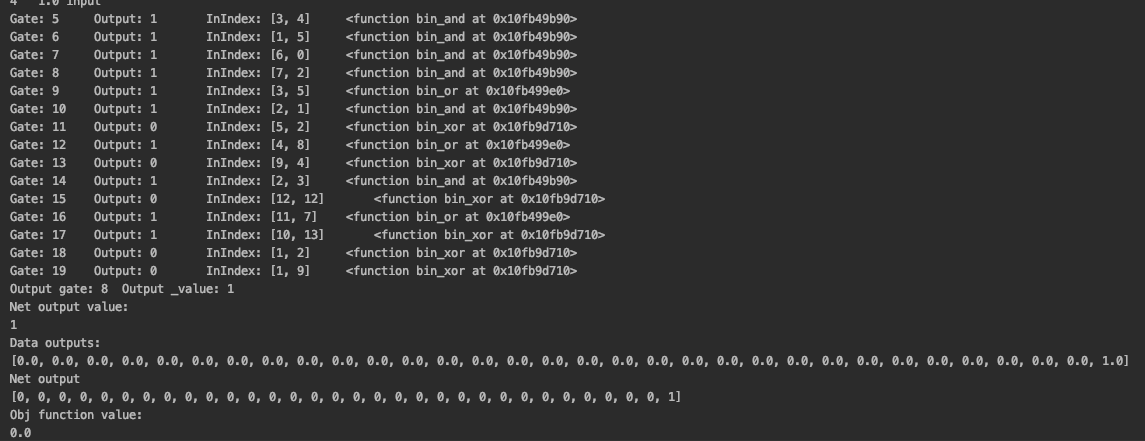 4 1.0 input
Gate: 5 Output: 1 InIndex: [3, 4] <function bin_and at 0x10fb49b90>
Gate: 6 Output: 1 InIndex: [1, 5] <function bin_and at 0x10fb49b90>
Gate: 7 Output: 1 InIndex: [6, 0] <function bin_and at 0x10fb49b90>
Gate: 8 Output: 1 InIndex: [7, 2] <function bin_and at 0x10fb49b90>
Gate: 9 Output: 1 InIndex: [3, 5] <function bin_or at 0x10fb499e0>
Gate: 10 Output: 1 InIndex: [2, 1] <function bin_and at 0x10fb49b90>
Gate: 11 Output: 0 InIndex: [5, 2] <function bin_xor at 0x10fb9d710>
Gate: 12 Output: 1 InIndex: [4, 8] <function bin_or at 0x10fb499e0>
Gate: 13 Output: 0 InIndex: [9, 4] <function bin_xor at 0x10fb9d710>
Gate: 14 Output: 1 InIndex: [2, 3] <function bin_and at 0x10fb49b90>
Gate: 15 Output: 0 InIndex: [12, 12] <function bin_xor at 0x10fb9d710>
Gate: 16 Output: 1 InIndex: [11, 7] <function bin_or at 0x10fb499e0>
Gate: 17 Output: 1 InIndex: [10, 13] <function bin_xor at 0x10fb9d710>
Gate: 18 Output: 0 InIndex: [1, 2] <function bin_xor at 0x10fb9d710>
Gate: 19 Output: 0 InIndex: [1, 9] <function bin_xor at 0x10fb9d710>
Output gate: 8 Output _value: 1
Net output value:
1
Data outputs:
[0.0, 0.0, 0.0, 0.0, 0.0, 0.0, 0.0, 0.0, 0.0, 0.0, 0.0, 0.0, 0.0, 0.0, 0.0, 0.0, 0.0, 0.0, 0.0, 0.0, 0.0, 0.0, 0.0, 0.0, 0.0, 0.0, 0.0, 0.0, 0.0, 0.0, 0.0, 1.0]
Net output
[0, 0, 0, 0, 0, 0, 0, 0, 0, 0, 0, 0, 0, 0, 0, 0, 0, 0, 0, 0, 0, 0, 0, 0, 0, 0, 0, 0, 0, 0, 0, 1]
Obj function value:
0.0